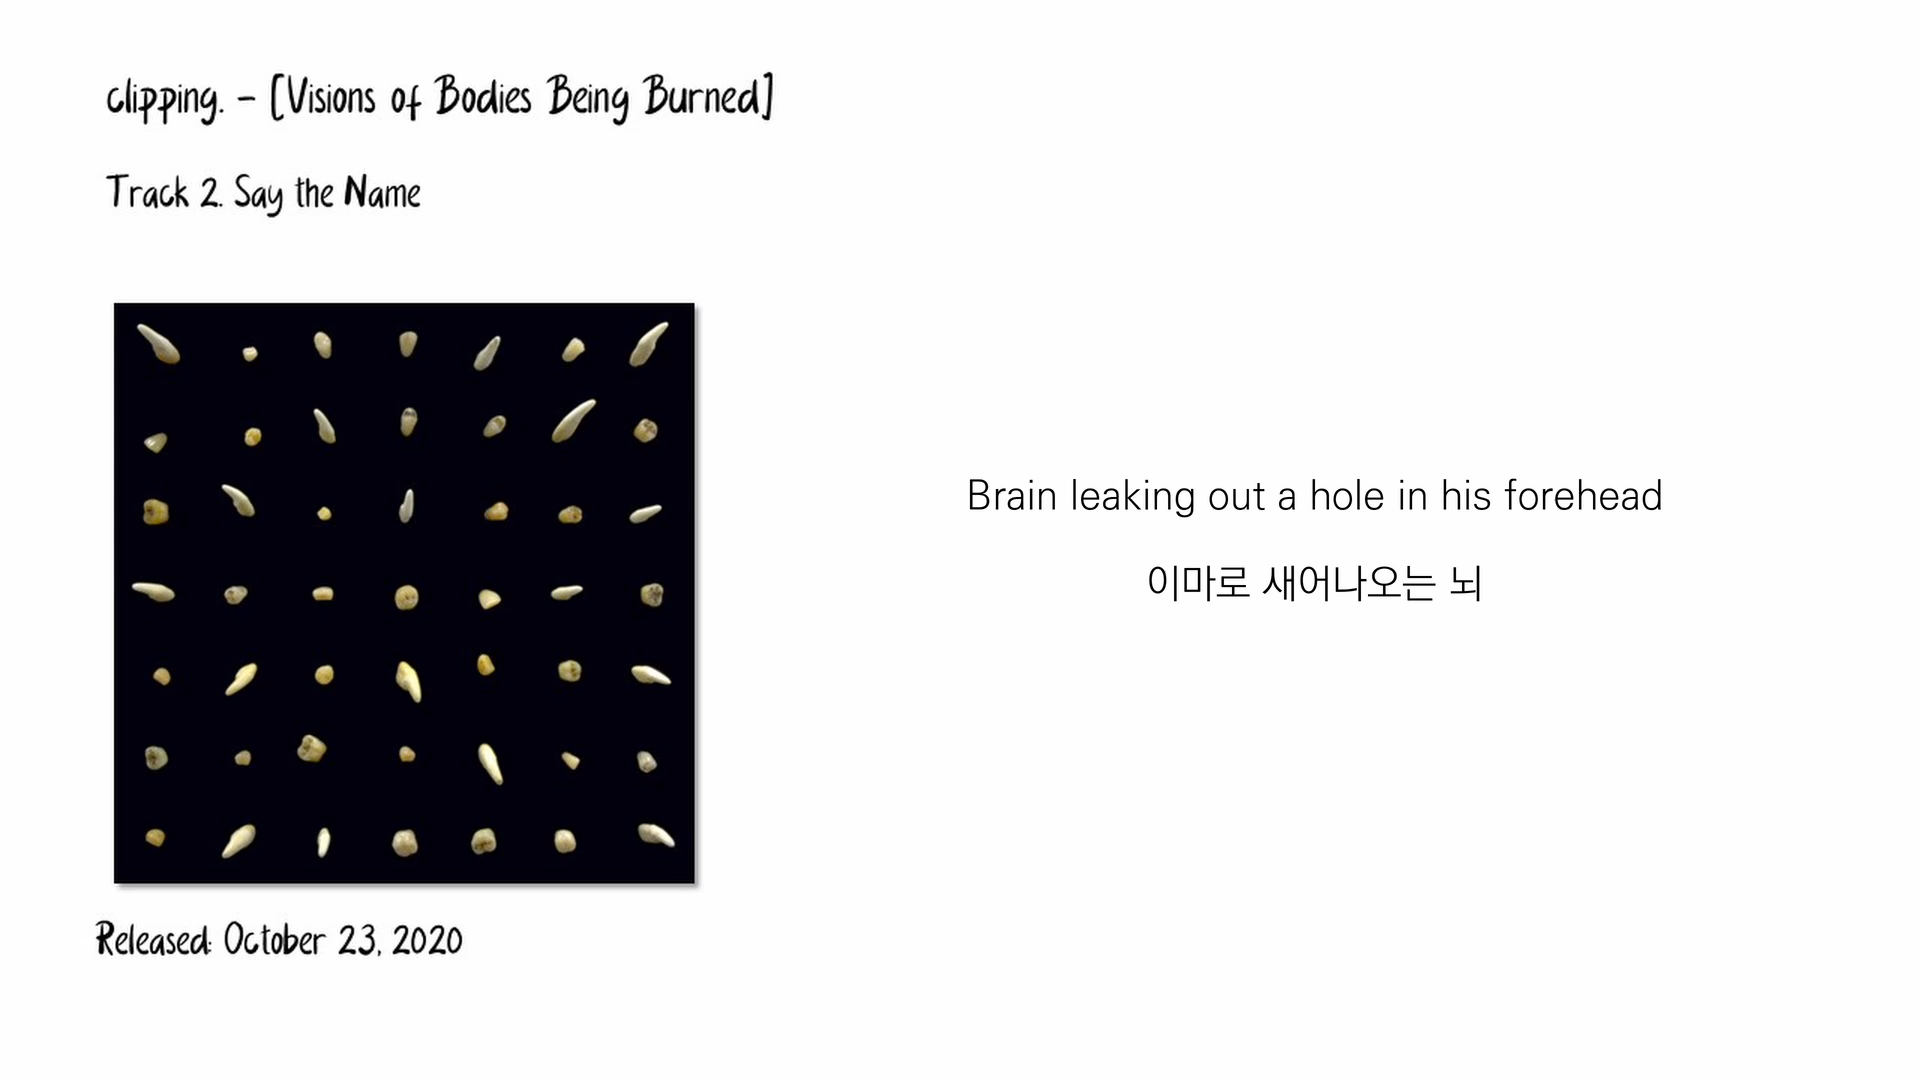 clipping. - [Visions of Bodies Being Burned]
Track 2. Say the Name
Brain leaking out a hole in his forehead
이마로 새어나오는 뇌
Released: October 23, 2020